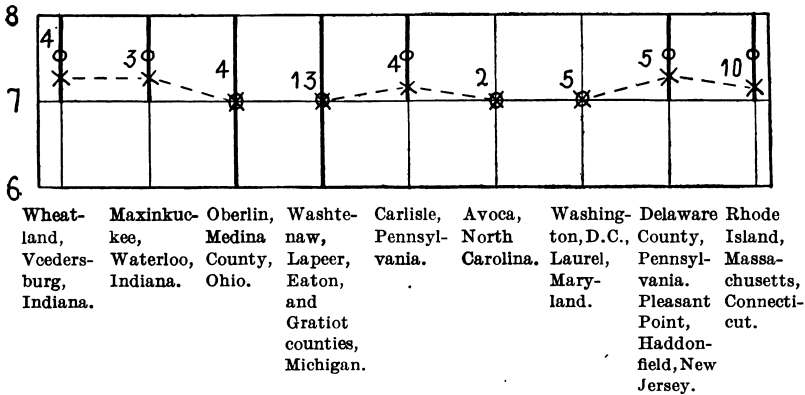 8
4 3 4 13 4 2 5 5 10
7
6
Wheat-
land,
Vcedersburg,
Indiana.
Maxinkuc-
kee,
Waterloo,
Indiana.
Oberlin,
Medina
County,
Ohio.
Washte-
naw,
Lapeer,
Eaton,
and
Gratiot
counties,
Michigan.
Carlisle,
Pennsyl-
vania.
Avoca,
North
Carolina.
Washing-
ton, D.C.,
Laurel,
Mary-
land.
Delaware
County,
Pennsyl-
vania.
Pleasant
Point,
Haddon-
field, New
Jersey.
Rhode
Island,
Massa-
chusetts,
Connecti-
cut.